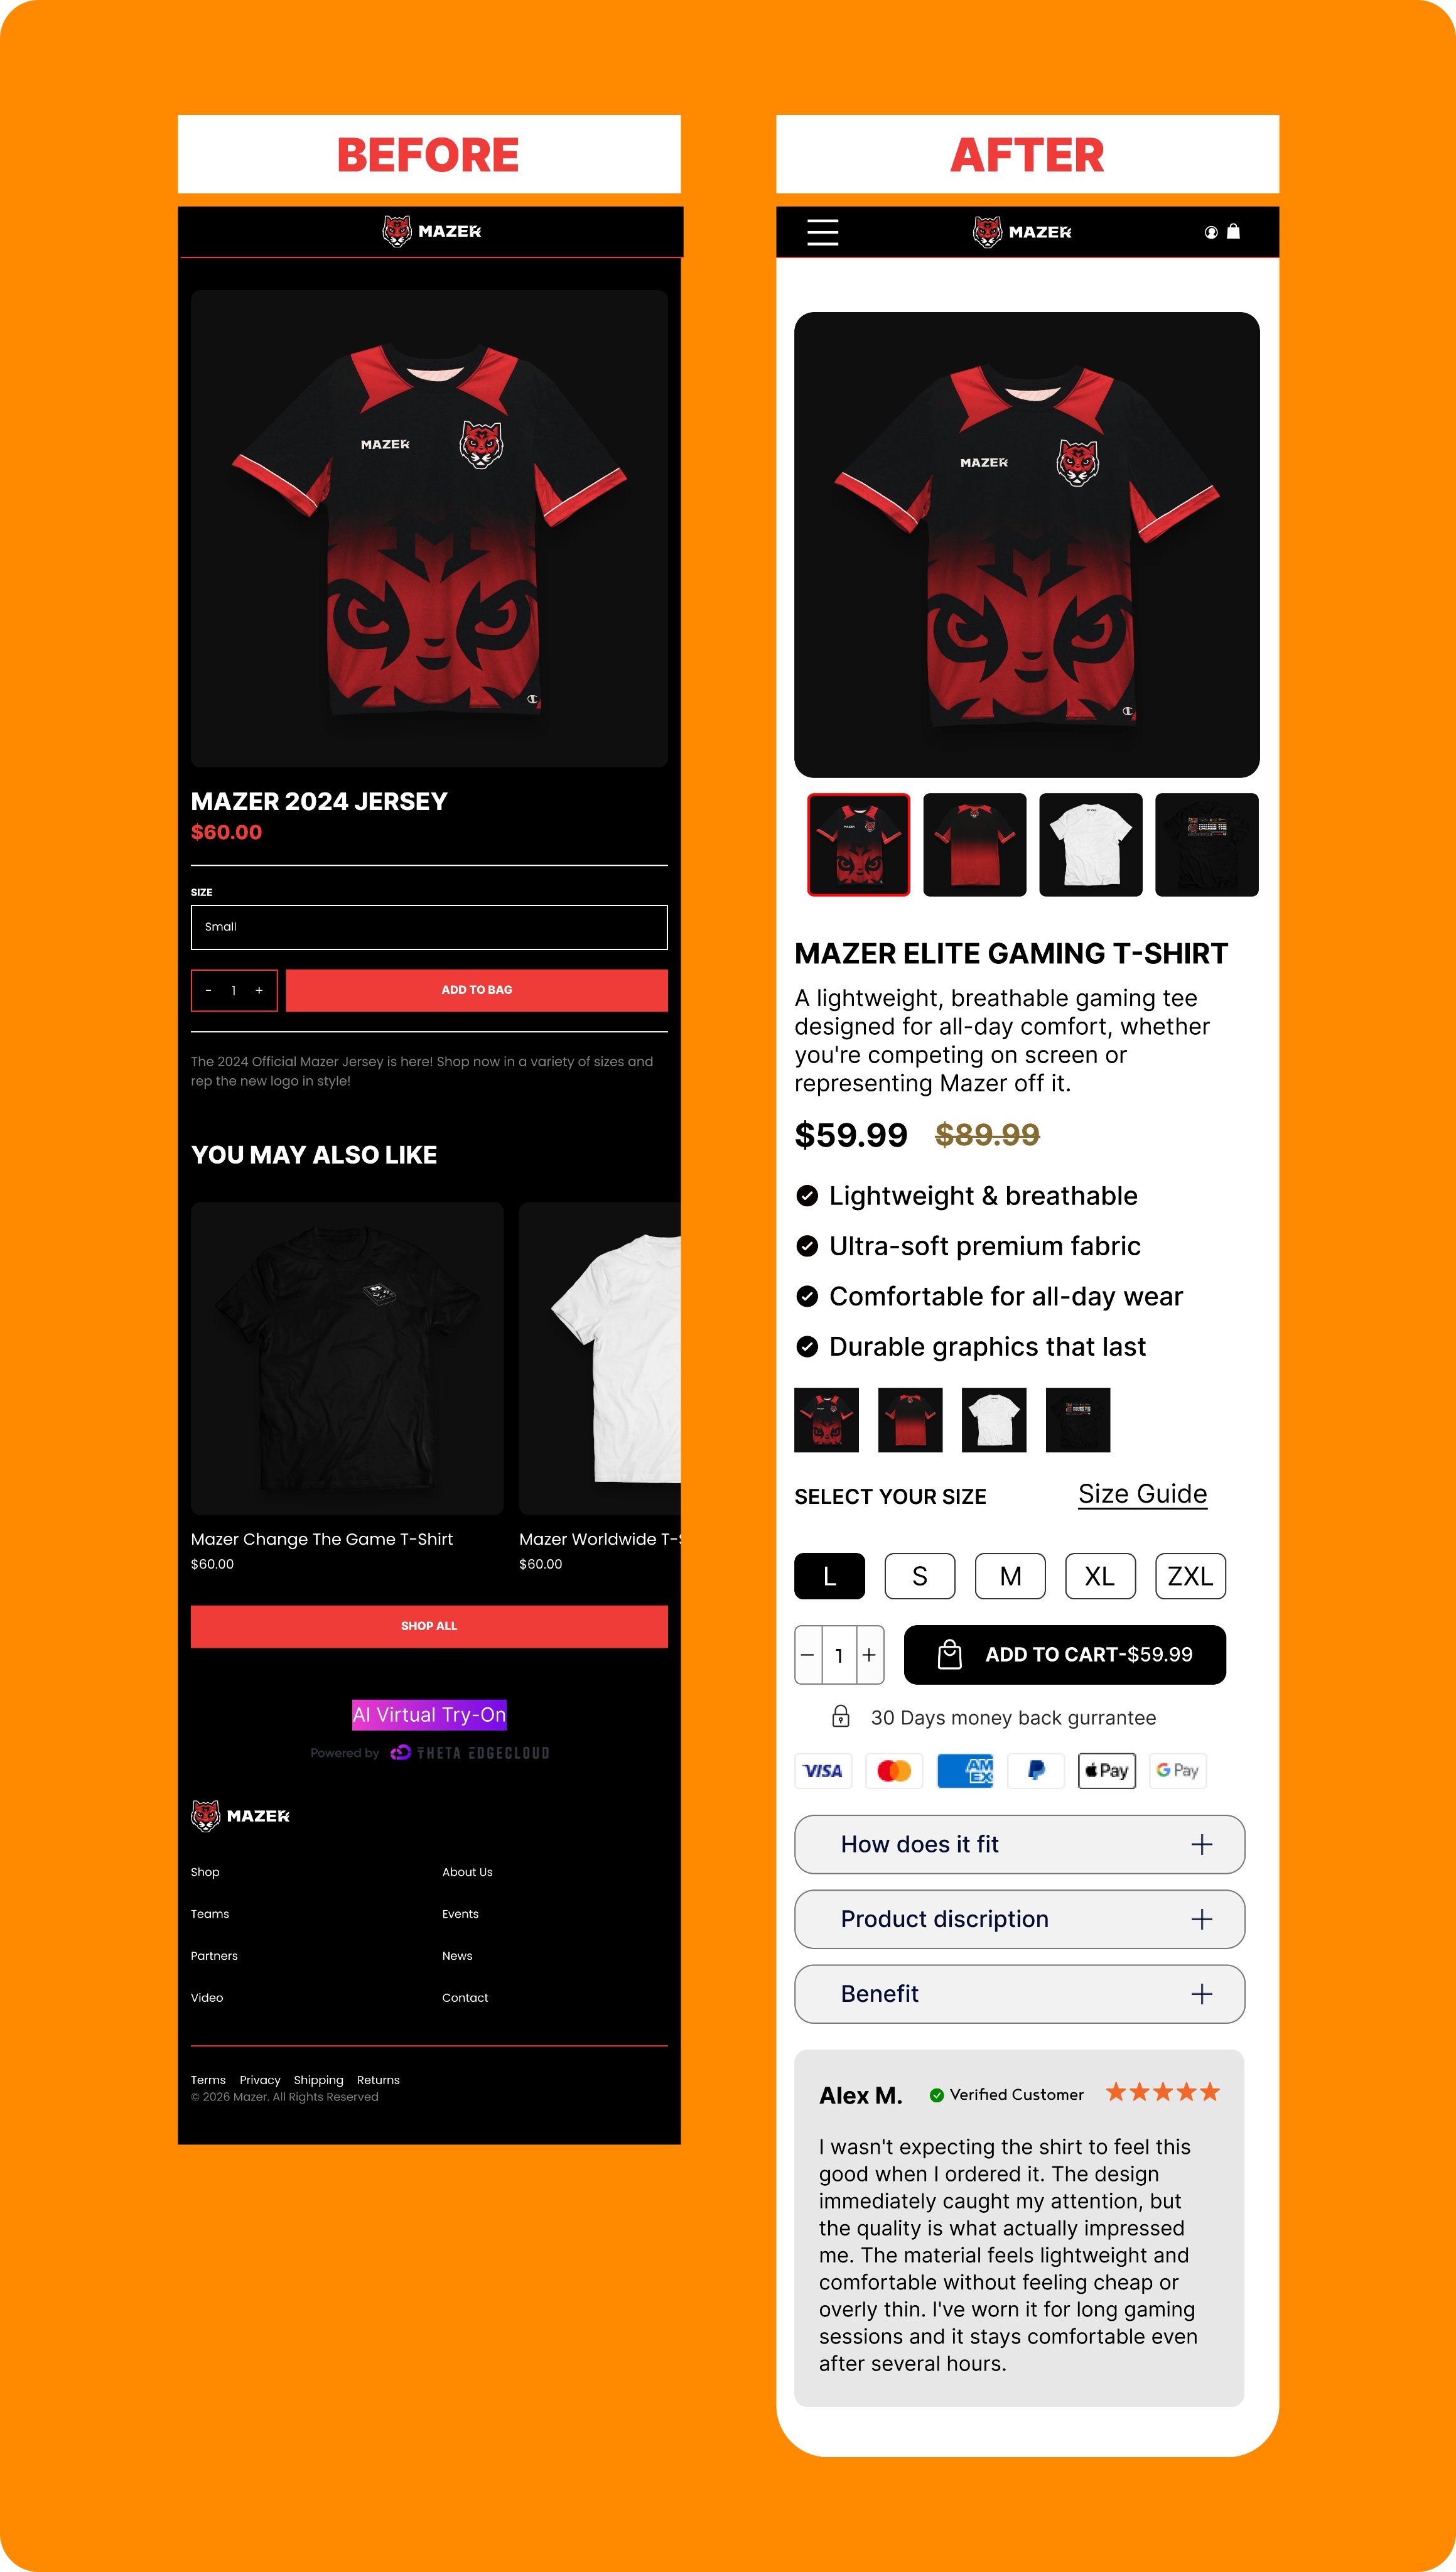 BEFORE
MAZER
MAZER
MAZER 2024 JERSEY
$60.00
SIZE
Small
- 1 +
ADD TO BAG
The 2024 Official Mazer Jersey is here! Shop now in a variety of sizes and
rep the new logo in style!
YOU MAY ALSO LIKE
Mazer Change The Game T-Shirt
$60.00
Mazer Worldwide T-S
$60.00
SHOP ALL
AI Virtual Try-On
Powered by THETA EDGECLOUD
MAZER
Shop
About Us
Teams
Events
Partners
News
Video
Contact
Terms Privacy Shipping Returns
© 2026 Mazer. All Rights Reserved
AFTER
MAZER
MAZER
MAZER ELITE GAMING T-SHIRT
A lightweight, breathable gaming tee
designed for all-day comfort, whether
you're competing on screen or
representing Mazer off it.
$59.99 $89.99
Lightweight & breathable
Ultra-soft premium fabric
Comfortable for all-day wear
Durable graphics that last
SELECT YOUR SIZE Size Guide
L S M XL ZXL
- 1 +
ADD TO CART-$59.99
30 Days money back gurrantee
VISA AM EX Pay G Pay
How does it fit +
Product discription +
Benefit +
Alex M. Verified Customer
I wasn't expecting the shirt to feel this
good when I ordered it. The design
immediately caught my attention, but
the quality is what actually impressed
me. The material feels lightweight and
comfortable without feeling cheap or
overly thin. I've worn it for long gaming
sessions and it stays comfortable even
after several hours.